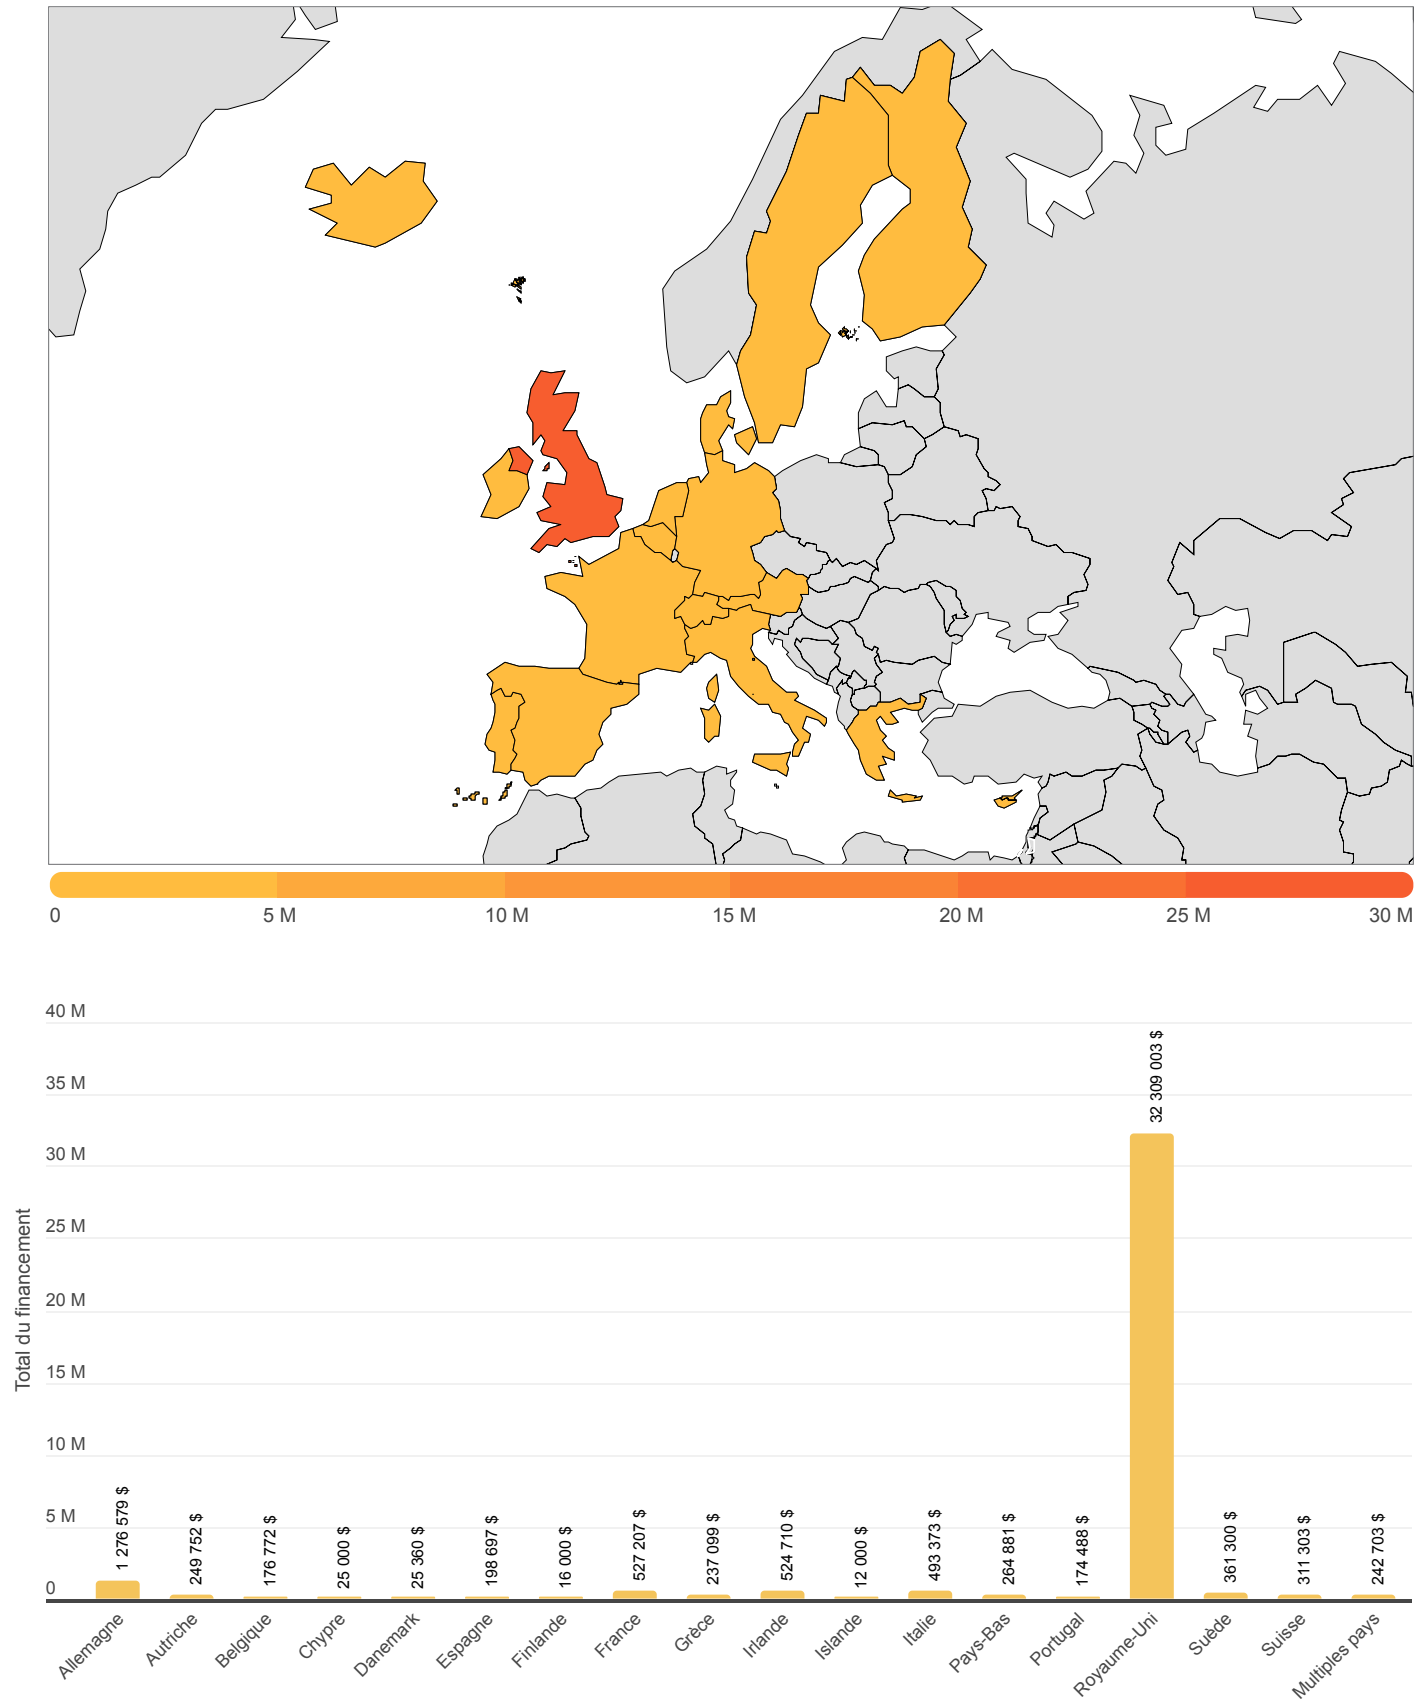 0
5 M
10 M
15 M
20 M
25 M
30 M
Total du financement
40 M
35 M
30 M
25 M
20 M
15 M
10 M
5 M
0
1 276 579 $
249 752 $
176 772 $
25 000 $
25 360 $
198 697 $
16 000 $
527 207 $
237 099 $
524 710 $
12 000 $
493 373 $
264 881 $
174 488 $
32 309 003 $
361 300 $
311 303 $
242 703 $
Allemagne
Autriche
Belgique
Chypre
Danemark
Espagne
Finlande
France
Grèce
Irlande
Islande
Italie
Pays-Bas
Portugal
Royaume-Uni
Suède
Suisse
Multiples pays